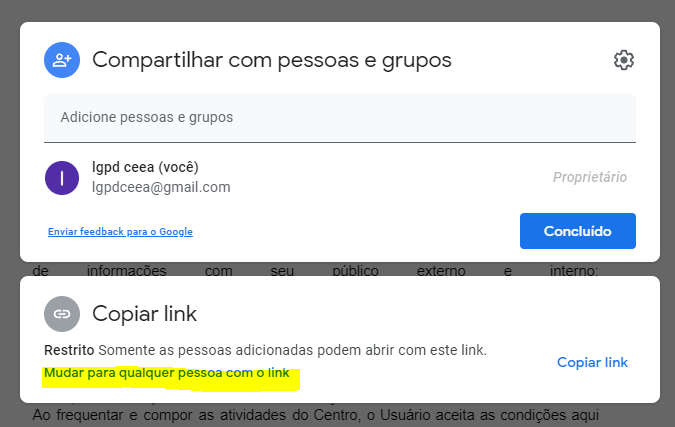 Compartilhar com pessoas e grupos
Adicione pessoas e grupos
l
lgpd ceea (você)
lgpdceea@gmail.com
Proprietário
Enviar feedback para o Google
Concluído
de informações com seu público externo e interno:
Copiar link
Restrito Somente as pessoas adicionadas podem abrir com este link.
Mudar para qualquer pessoa com o link
Copiar link
Ao frequentar e compor as atividades do Centro, o Usuário aceita as condições aqui